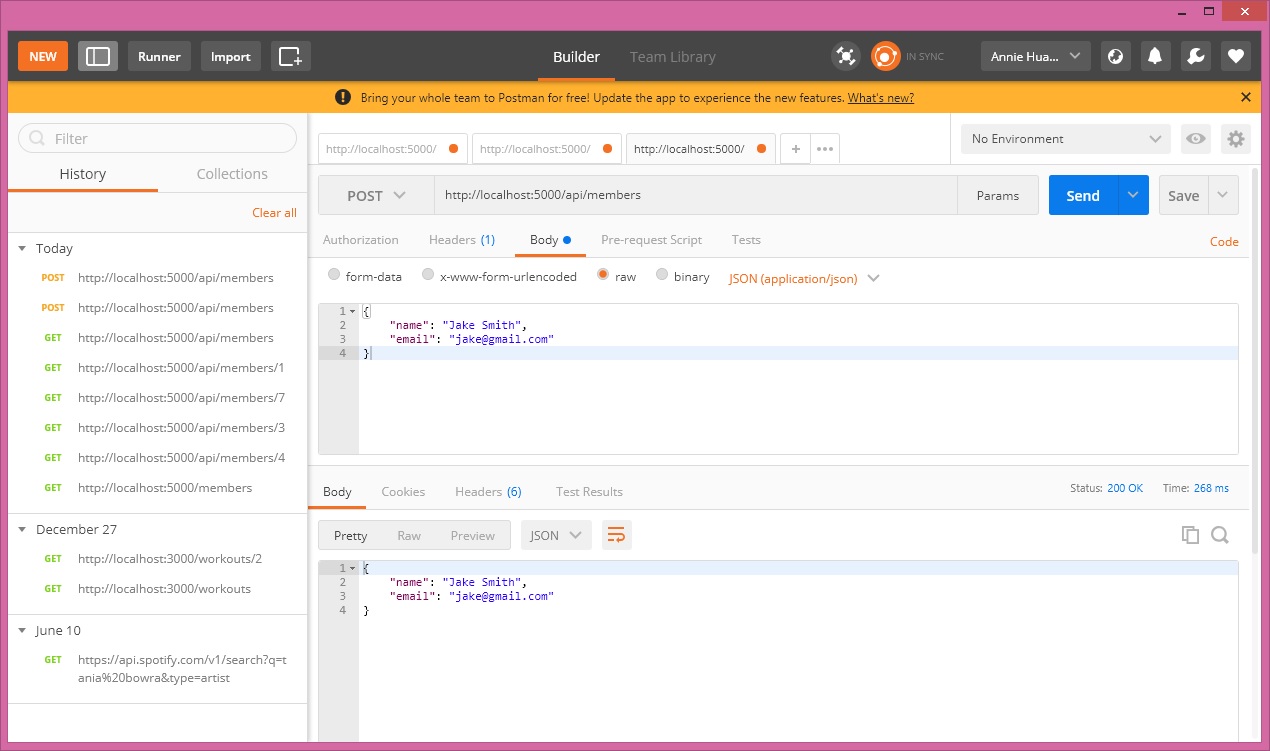 NEW Runner Import Builder Team Library IN SYNC Annie Hua...
! Bring your whole team to Postman for free! Update the app to experience the new features. What's new?
Filter
History Collections
Clear all
Today
POST http://localhost:5000/api/members
POST http://localhost:5000/api/members
GET http://localhost:5000/api/members
GET http://localhost:5000/api/members/1
GET http://localhost:5000/api/members/7
GET http://localhost:5000/api/members/3
GET http://localhost:5000/api/members/4
GET http://localhost:5000/members
December 27
GET http://localhost:3000/workouts/2
GET http://localhost:3000/workouts
June 10
GET https://api.spotify.com/v1/search?q=t
ania%20bowra&type=artist
http://localhost:5000/ http://localhost:5000/ http://localhost:5000/ + ••• No Environment
POST http://localhost:5000/api/members Params Send Save
Authorization Headers (1) Body Pre-request Script Tests Code
form-data x-www-form-urlencoded raw binary JSON (application/json)
1 {
2 "name": "Jake Smith",
3 "email": "jake@gmail.com"
4 }
Body Cookies Headers (6) Test Results Status: 200 OK Time: 268 ms
Pretty Raw Preview JSON
1 {
2 "name": "Jake Smith",
3 "email": "jake@gmail.com"
4 }